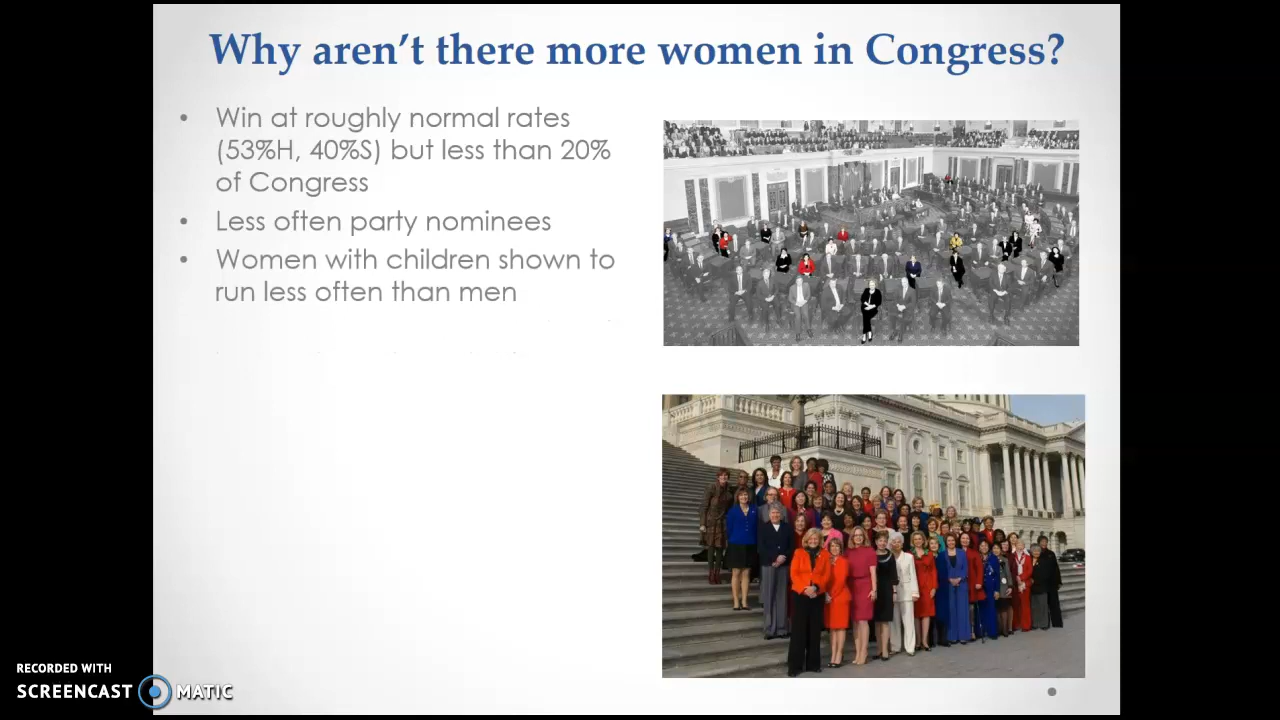 Why aren't there more women in Congress?
• Win at roughly normal rates
(53%H, 40%S) but less than 20%
of Congress
• Less often party nominees
• Women with children shown to
run less often than men
RECORDED WITH
SCREENCAST MATIC